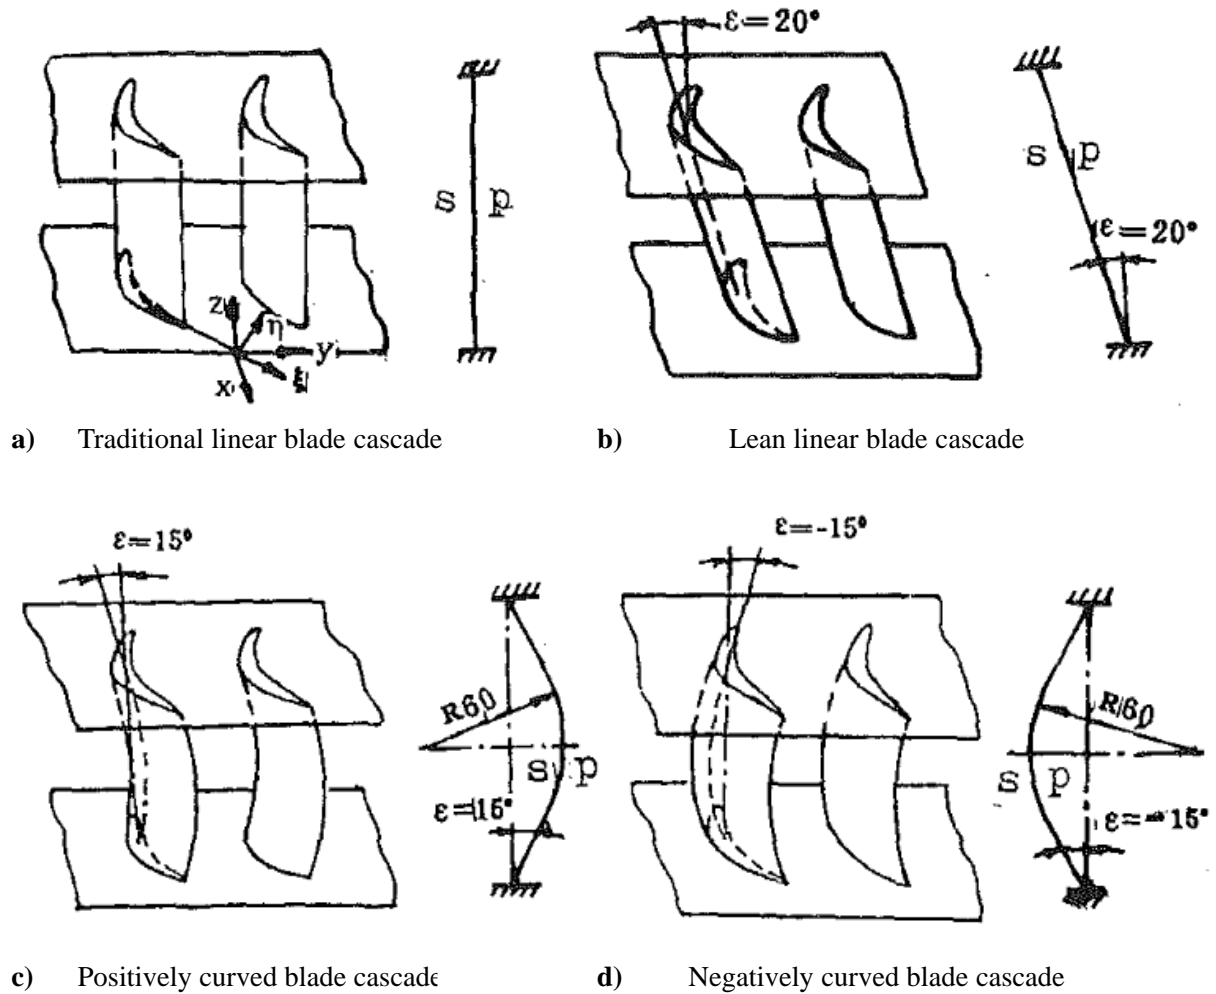 ε=20°
s p
ε=20°
z
η
y
ξ
x
a) Traditional linear blade cascade
b) Lean linear blade cascade
s p
ε=15°
R60
s p
ε=15°
ε=-15°
R60
s p
ε=-15°
c) Positively curved blade cascade
d) Negatively curved blade cascade